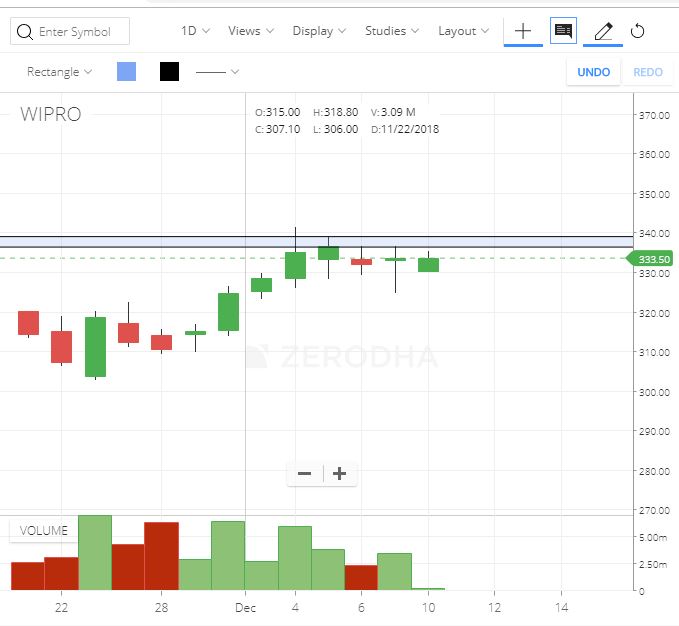 Enter Symbol 1D Views Display Studies Layout
Rectangle UNDO REDO
WIPRO
O:315.00 H:318.80 V:3.09 M
C:307.10 L:306.00 D:11/22/2018
370.00
360.00
350.00
340.00
333.50
330.00
320.00
310.00
ZERODHA
300.00
290.00
280.00
270.00
VOLUME
5.00m
2.50m
0
22 28 Dec 4 6 10 12 14